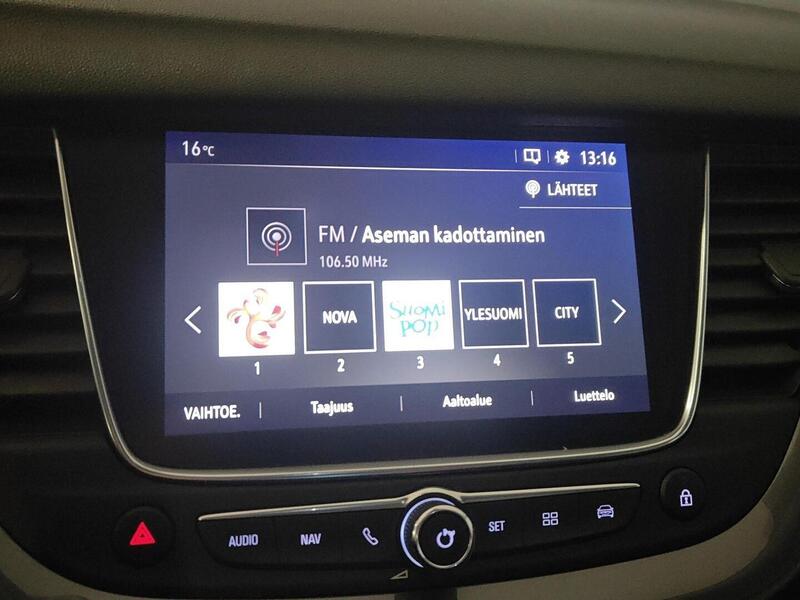 16°C
13:16
LÄHTEET
FM / Aseman kadottaminen
106.50 MHz
NOVA
SUOMI
POP
YLESUOMI
CITY
1 2 3 4 5
VAIHTOE. Taajuus Aaltoalue Luettelo
AUDIO NAV SET